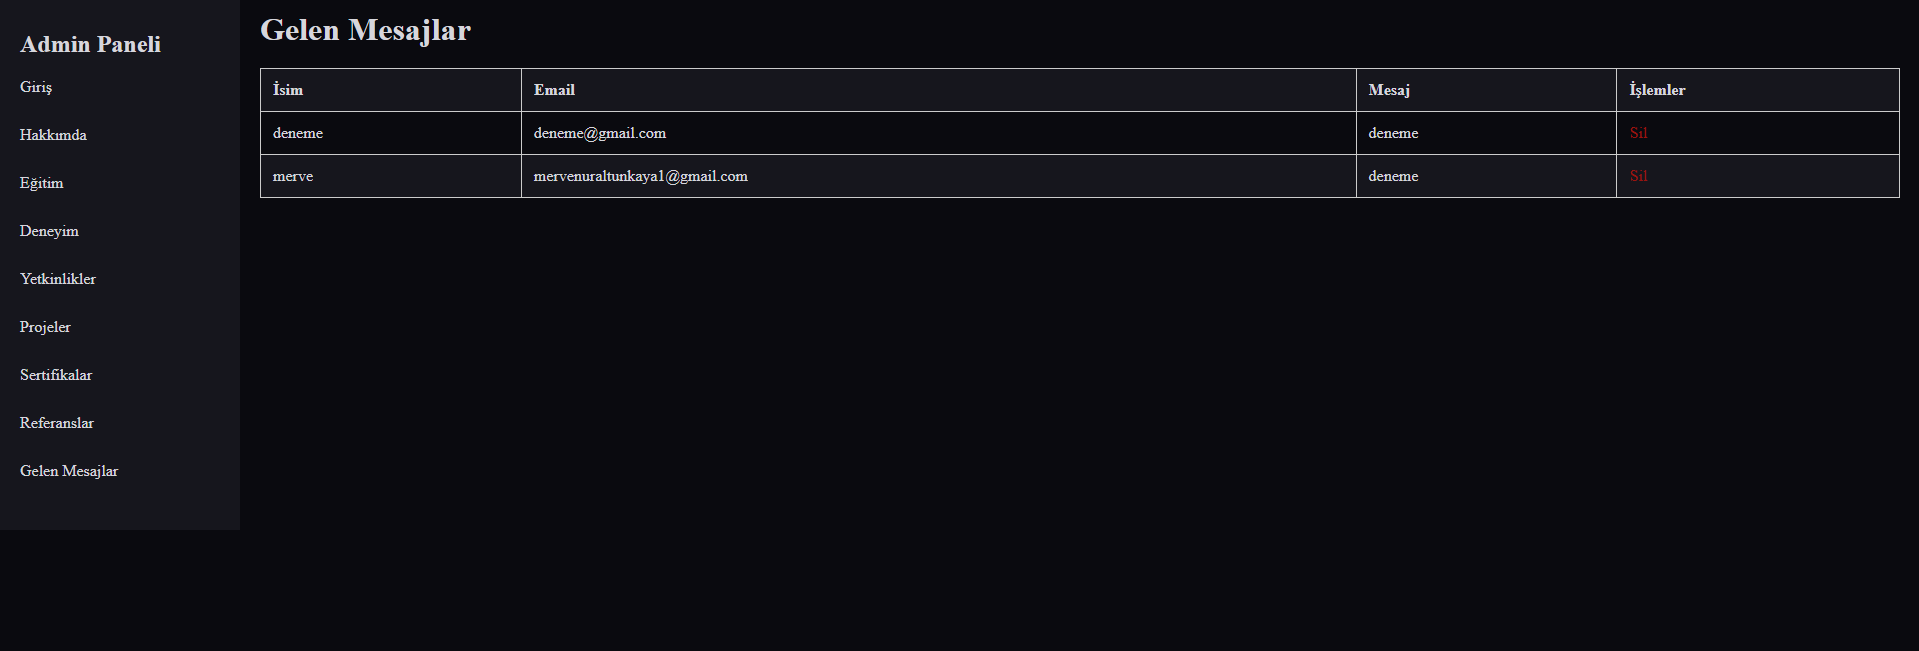 Admin Paneli
Giriş
Hakkımda
Eğitim
Deneyim
Yetkinlikler
Projeler
Sertifikalar
Referanslar
Gelen Mesajlar
Gelen Mesajlar
İsim Email Mesaj İşlemler
deneme deneme@gmail.com deneme Sil
merve mervenuraltunkaya1@gmail.com deneme Sil